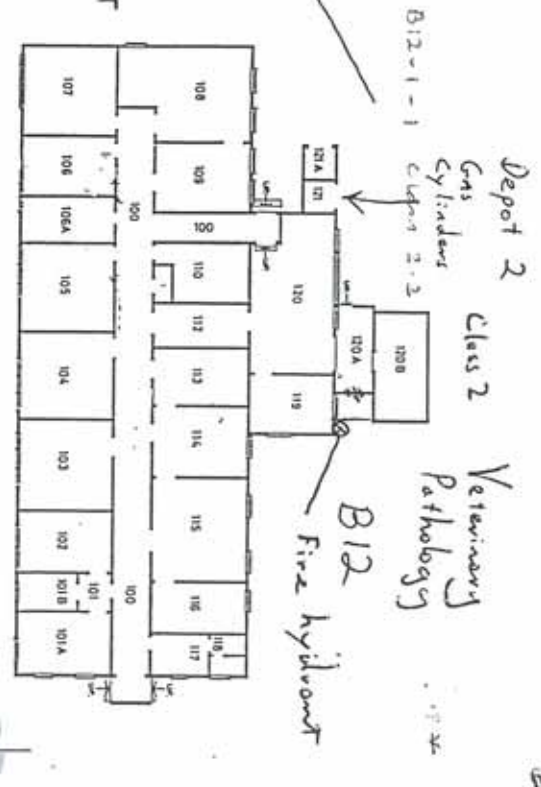 Depot 2
Gas
Cylinders
Class 2
Veterinary
Pathology
B12
Fire hydrant
B12-1-1
121A
121
120B
120A
120
119
108
109
100
110
112
113
114
115
116
118
117
100
100
107
106
106A
105
104
103
102
101B
101
101A